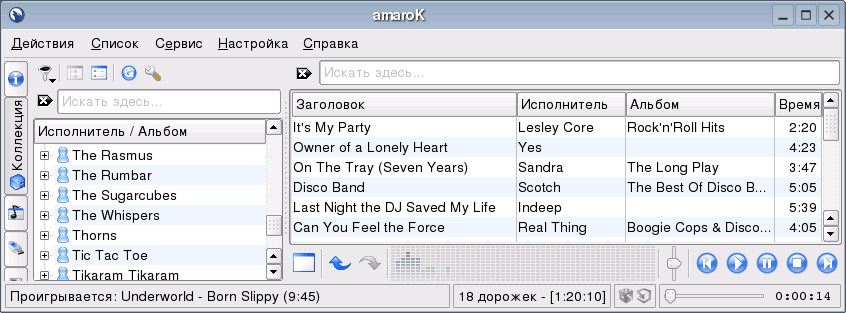 amaroK
Действия Список Сервис Настройка Справка
Искать здесь...
Искать здесь...
Коллекция
Исполнитель / Альбом
The Rasmus
The Rumbar
The Sugarcubes
The Whispers
Thorns
Tic Tac Toe
Tikaram Tikaram
Заголовок Исполнитель Альбом Время
It's My Party Lesley Core Rock'n'Roll Hits 2:20
Owner of a Lonely Heart Yes 4:23
On The Tray (Seven Years) Sandra The Long Play 3:47
Disco Band Scotch The Best Of Disco B... 5:05
Last Night the DJ Saved My Life Indeep 5:39
Can You Feel the Force Real Thing Boogie Cops & Disco... 4:05
Проигрывается: Underworld - Born Slippy (9:45) 18 дорожек - [1:20:10] 0:00:14